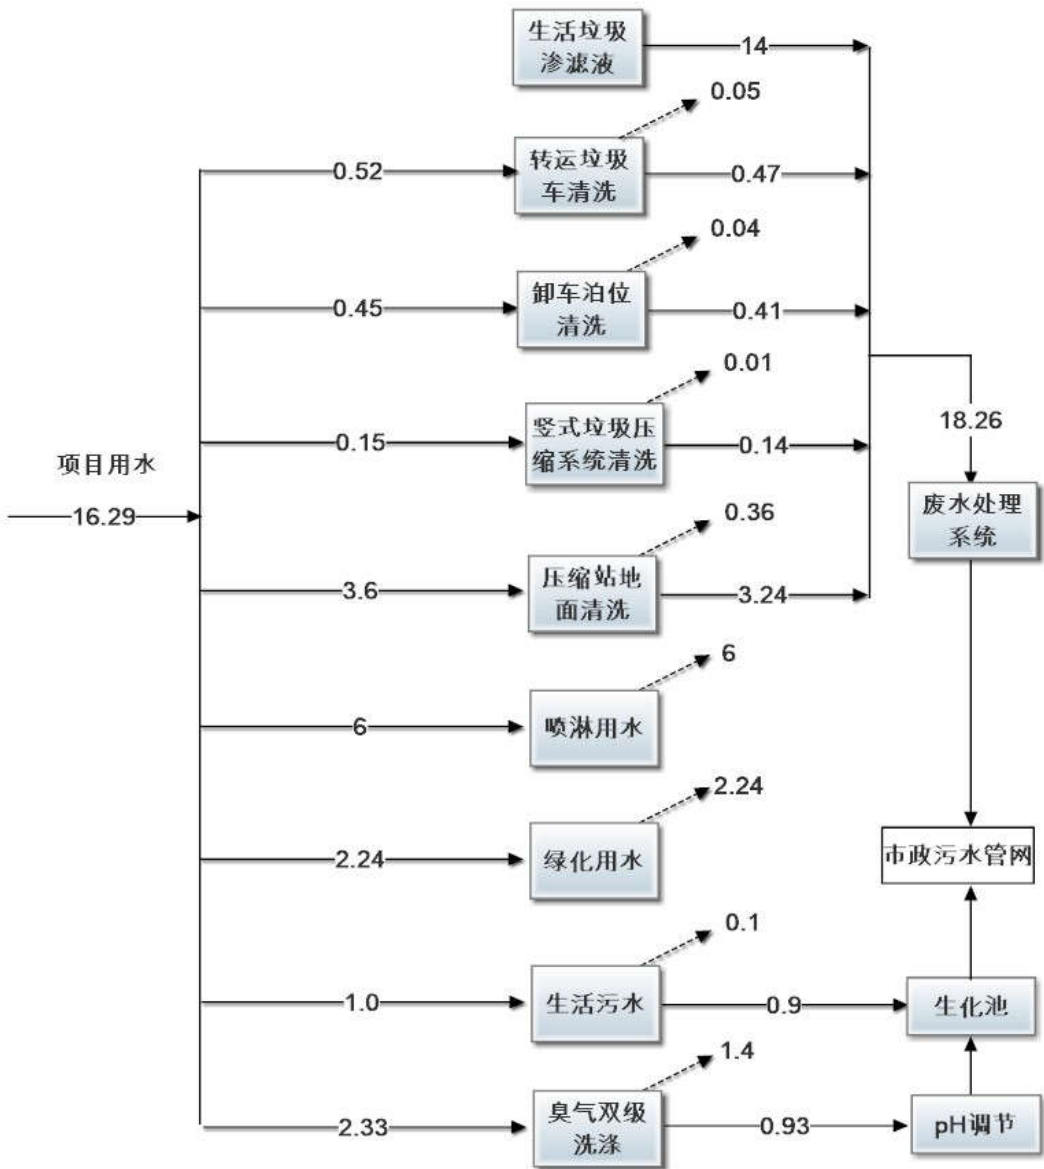 生活垃圾
渗滤液
14
0.05
0.52
转运垃圾
车清洗
0.47
0.04
0.45
卸车泊位
清洗
0.41
0.01
0.15
竖式垃圾压
缩系统清洗
0.14
18.26
项目用水
16.29
废水处理
系统
0.36
3.6
压缩站地
面清洗
3.24
6
6
喷淋用水
2.24
2.24
绿化用水
市政污水管网
0.1
1.0
生活污水
0.9
生化池
1.4
2.33
臭气双级
洗涤
0.93
pH调节